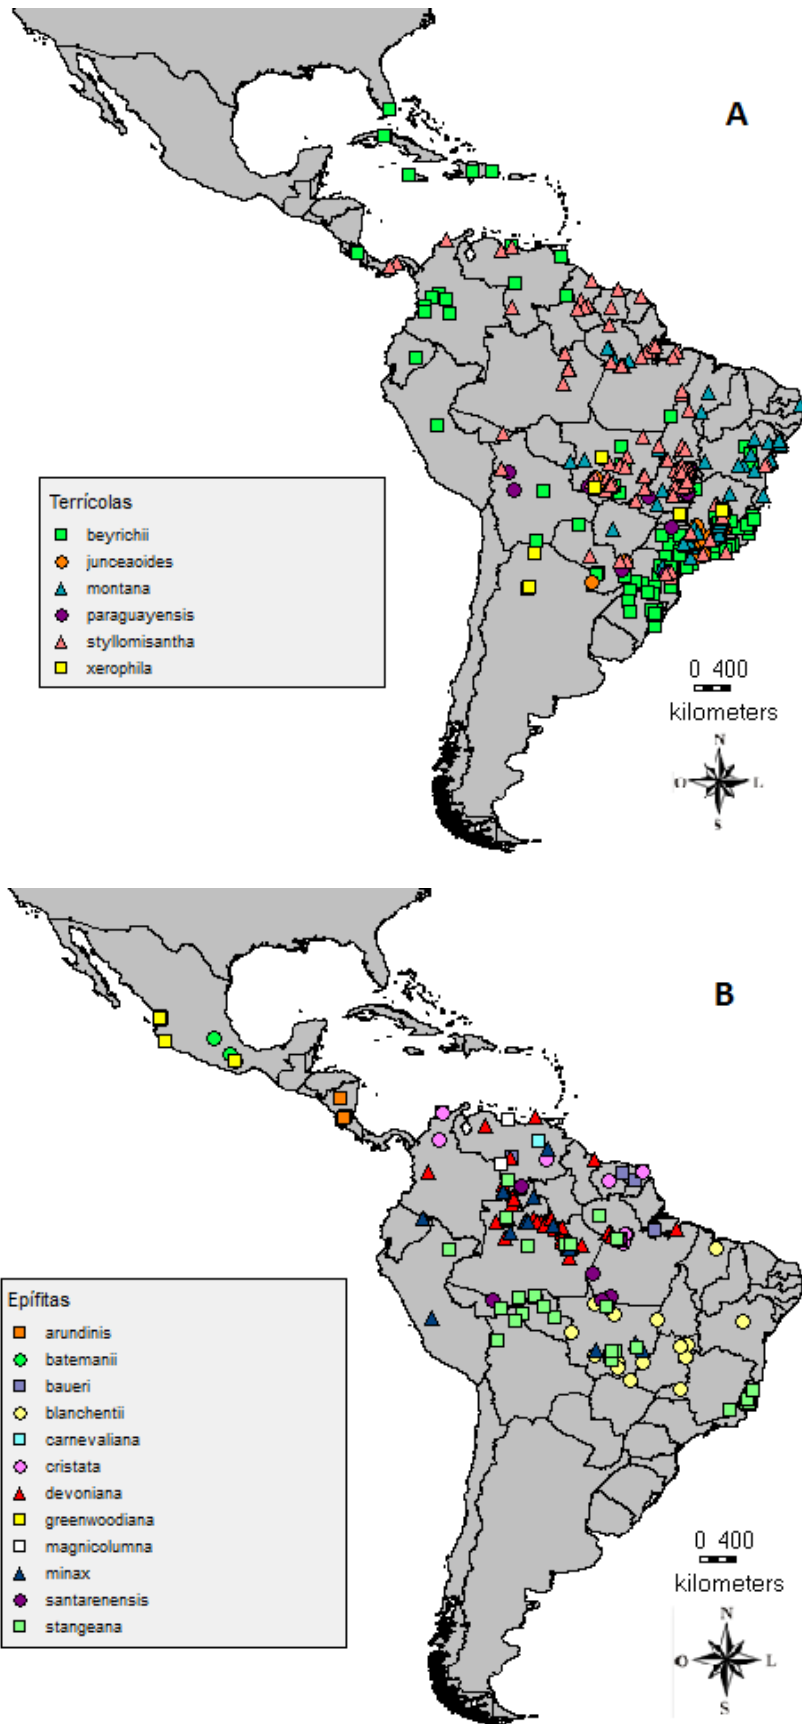 A
Terrícolas
beyrichii
junceaoides
montana
paraguayensis
styllomisantha
xerophila
0 400
kilometers
N
O L
S
B
Epífitas
arundinis
batemanii
baueri
blanchentii
carnevaliana
cristata
devoniana
greenwoodiana
magnicolumna
minax
santarenensis
stangeana
0 400
kilometers
N
O L
S